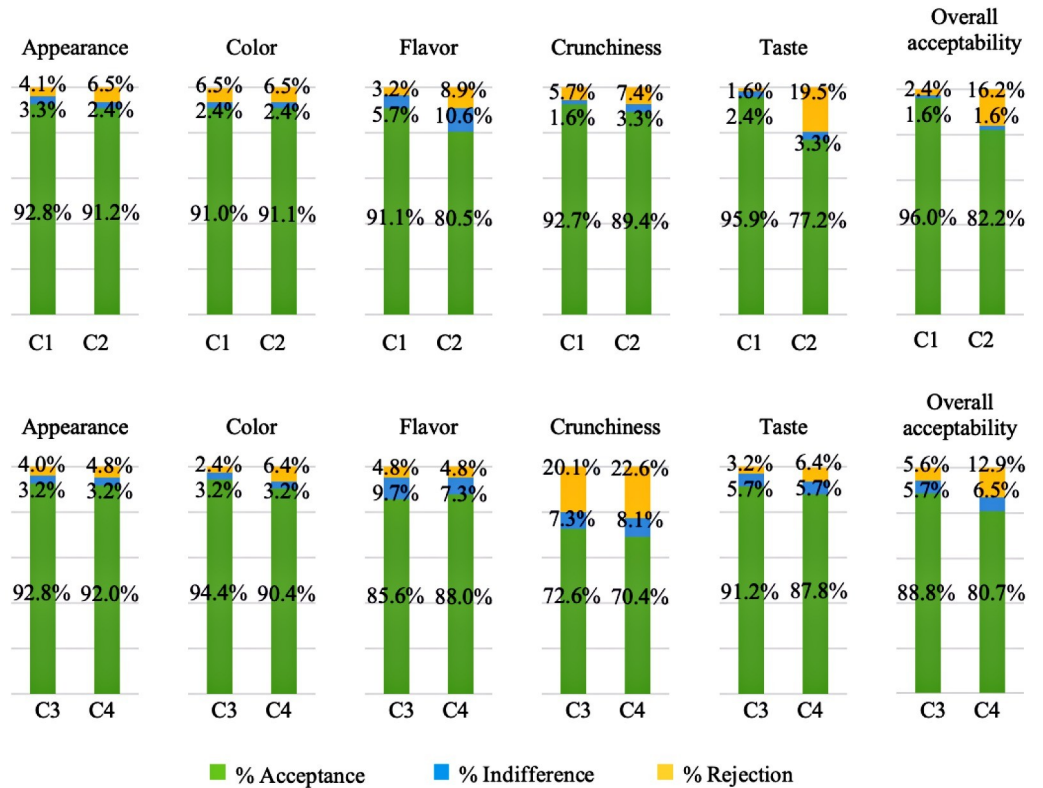 Overall
Appearance Color Flavor Crunchiness Taste acceptability
4.1% 6.5% 6.5% 6.5% 3.2% 8.9% 5.7% 7.4% 1.6% 19.5% 2.4% 16.2%
3.3% 2.4% 2.4% 2.4% 5.7% 10.6% 1.6% 3.3% 2.4% 3.3% 1.6% 1.6%
92.8% 91.2% 91.0% 91.1% 91.1% 80.5% 92.7% 89.4% 95.9% 77.2% 96.0% 82.2%
C1 C2 C1 C2 C1 C2 C1 C2 C1 C2 C1 C2
Overall
Appearance Color Flavor Crunchiness Taste acceptability
4.0% 4.8% 2.4% 6.4% 4.8% 4.8% 20.1% 22.6% 3.2% 6.4% 5.6% 12.9%
3.2% 3.2% 3.2% 3.2% 9.7% 7.3% 7.3% 8.1% 5.7% 5.7% 5.7% 6.5%
92.8% 92.0% 94.4% 90.4% 85.6% 88.0% 72.6% 70.4% 91.2% 87.8% 88.8% 80.7%
C3 C4 C3 C4 C3 C4 C3 C4 C3 C4 C3 C4
% Acceptance % Indifference % Rejection